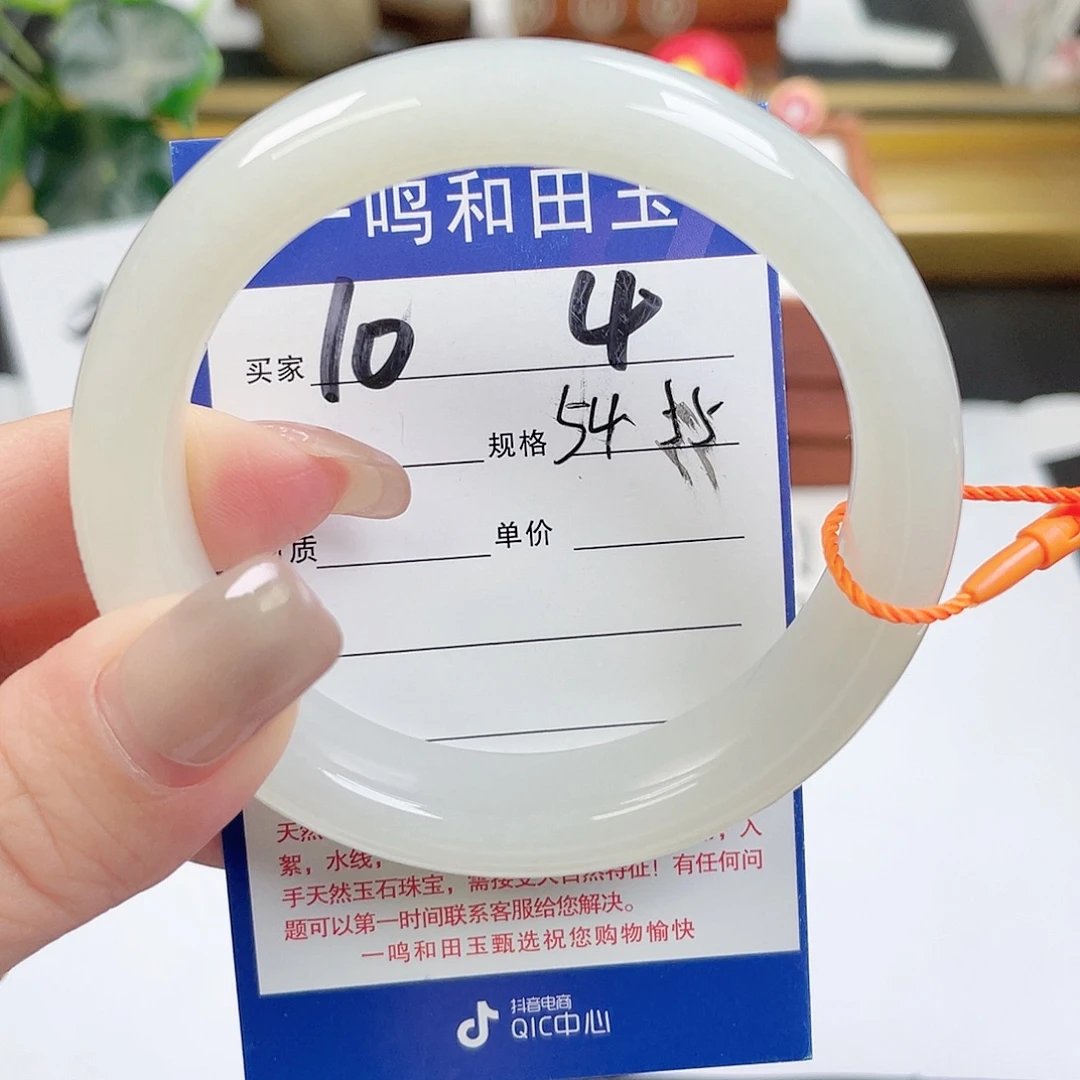 一鸣和田玉
买家 10 4
规格 54 55
质 单价
天然 入
絮，水线，
手天然玉石珠宝，需接受大自然特征！有任何问
题可以第一时间联系客服给您解决。
一鸣和田玉甄选祝您购物愉快
抖音电商
QIC中心